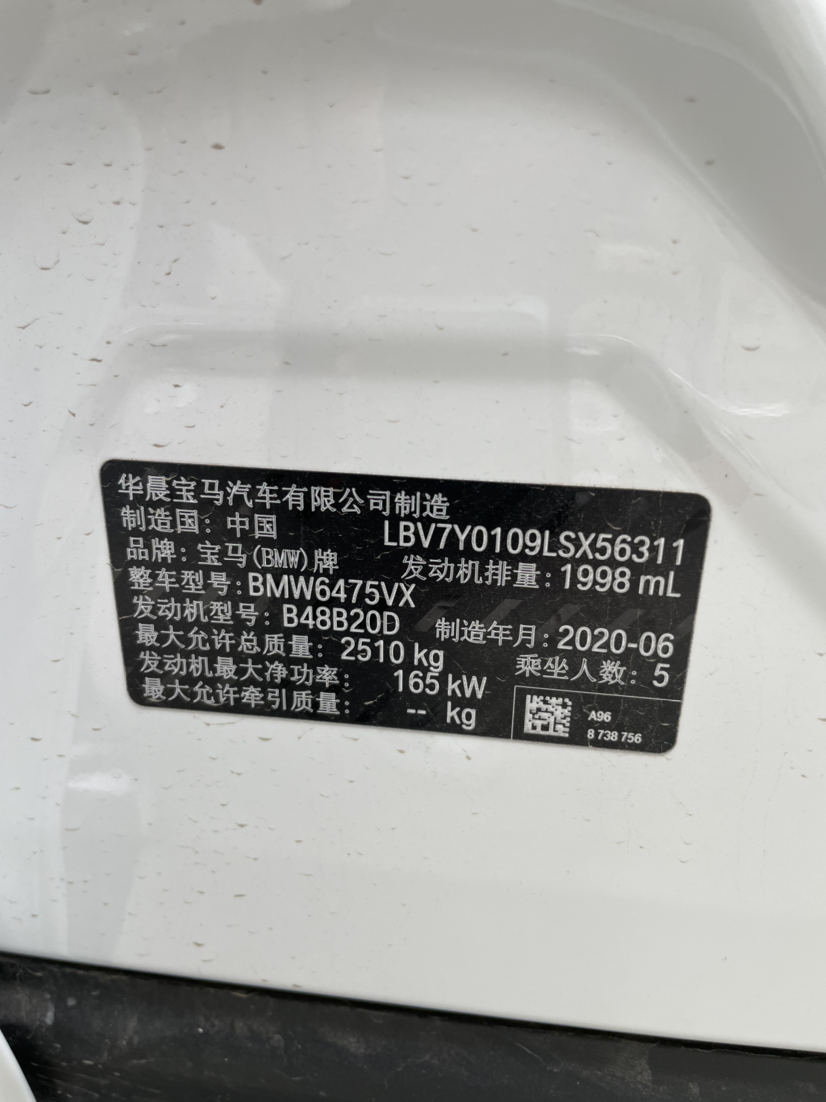 华晨宝马汽车有限公司制造
制造国：中国 LBV7Y0109LSX56311
品牌：宝马(BMW)牌 发动机排量：1998 mL
整车型号：BMW6475VX
发动机型号：B48B20D 制造年月：2020-06
最大允许总质量：2510 kg 乘坐人数：5
发动机最大净功率：165 kW
最大允许牵引质量：-- kg
A96
8 738 756